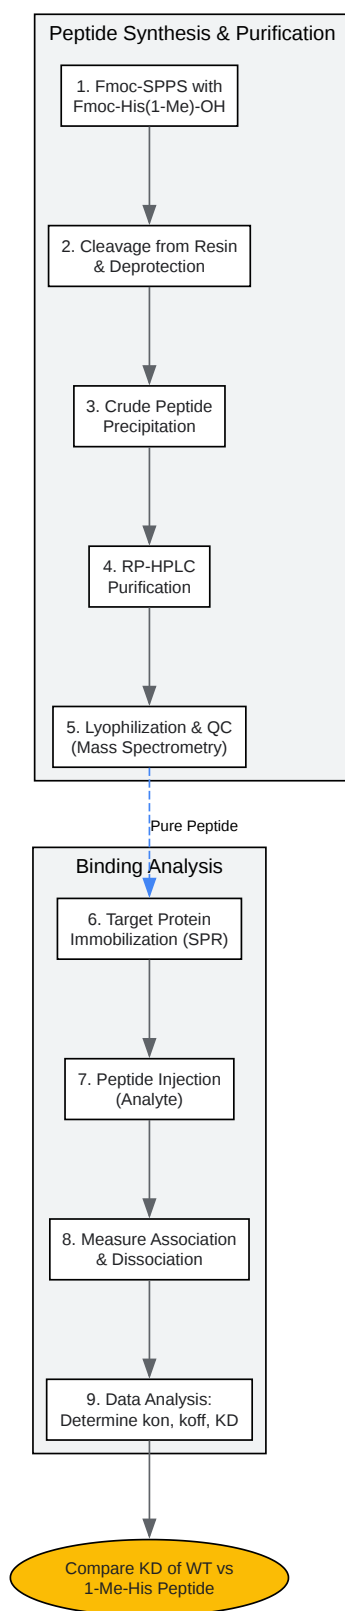 Peptide Synthesis & Purification
1. Fmoc-SPPS with
Fmoc-His(1-Me)-OH
2. Cleavage from Resin
& Deprotection
3. Crude Peptide
Precipitation
4. RP-HPLC
Purification
5. Lyophilization & QC
(Mass Spectrometry)
Pure Peptide
Binding Analysis
6. Target Protein
Immobilization (SPR)
7. Peptide Injection
(Analyte)
8. Measure Association
& Dissociation
9. Data Analysis:
Determine kon, koff, KD
Compare KD of WT vs
1-Me-His Peptide